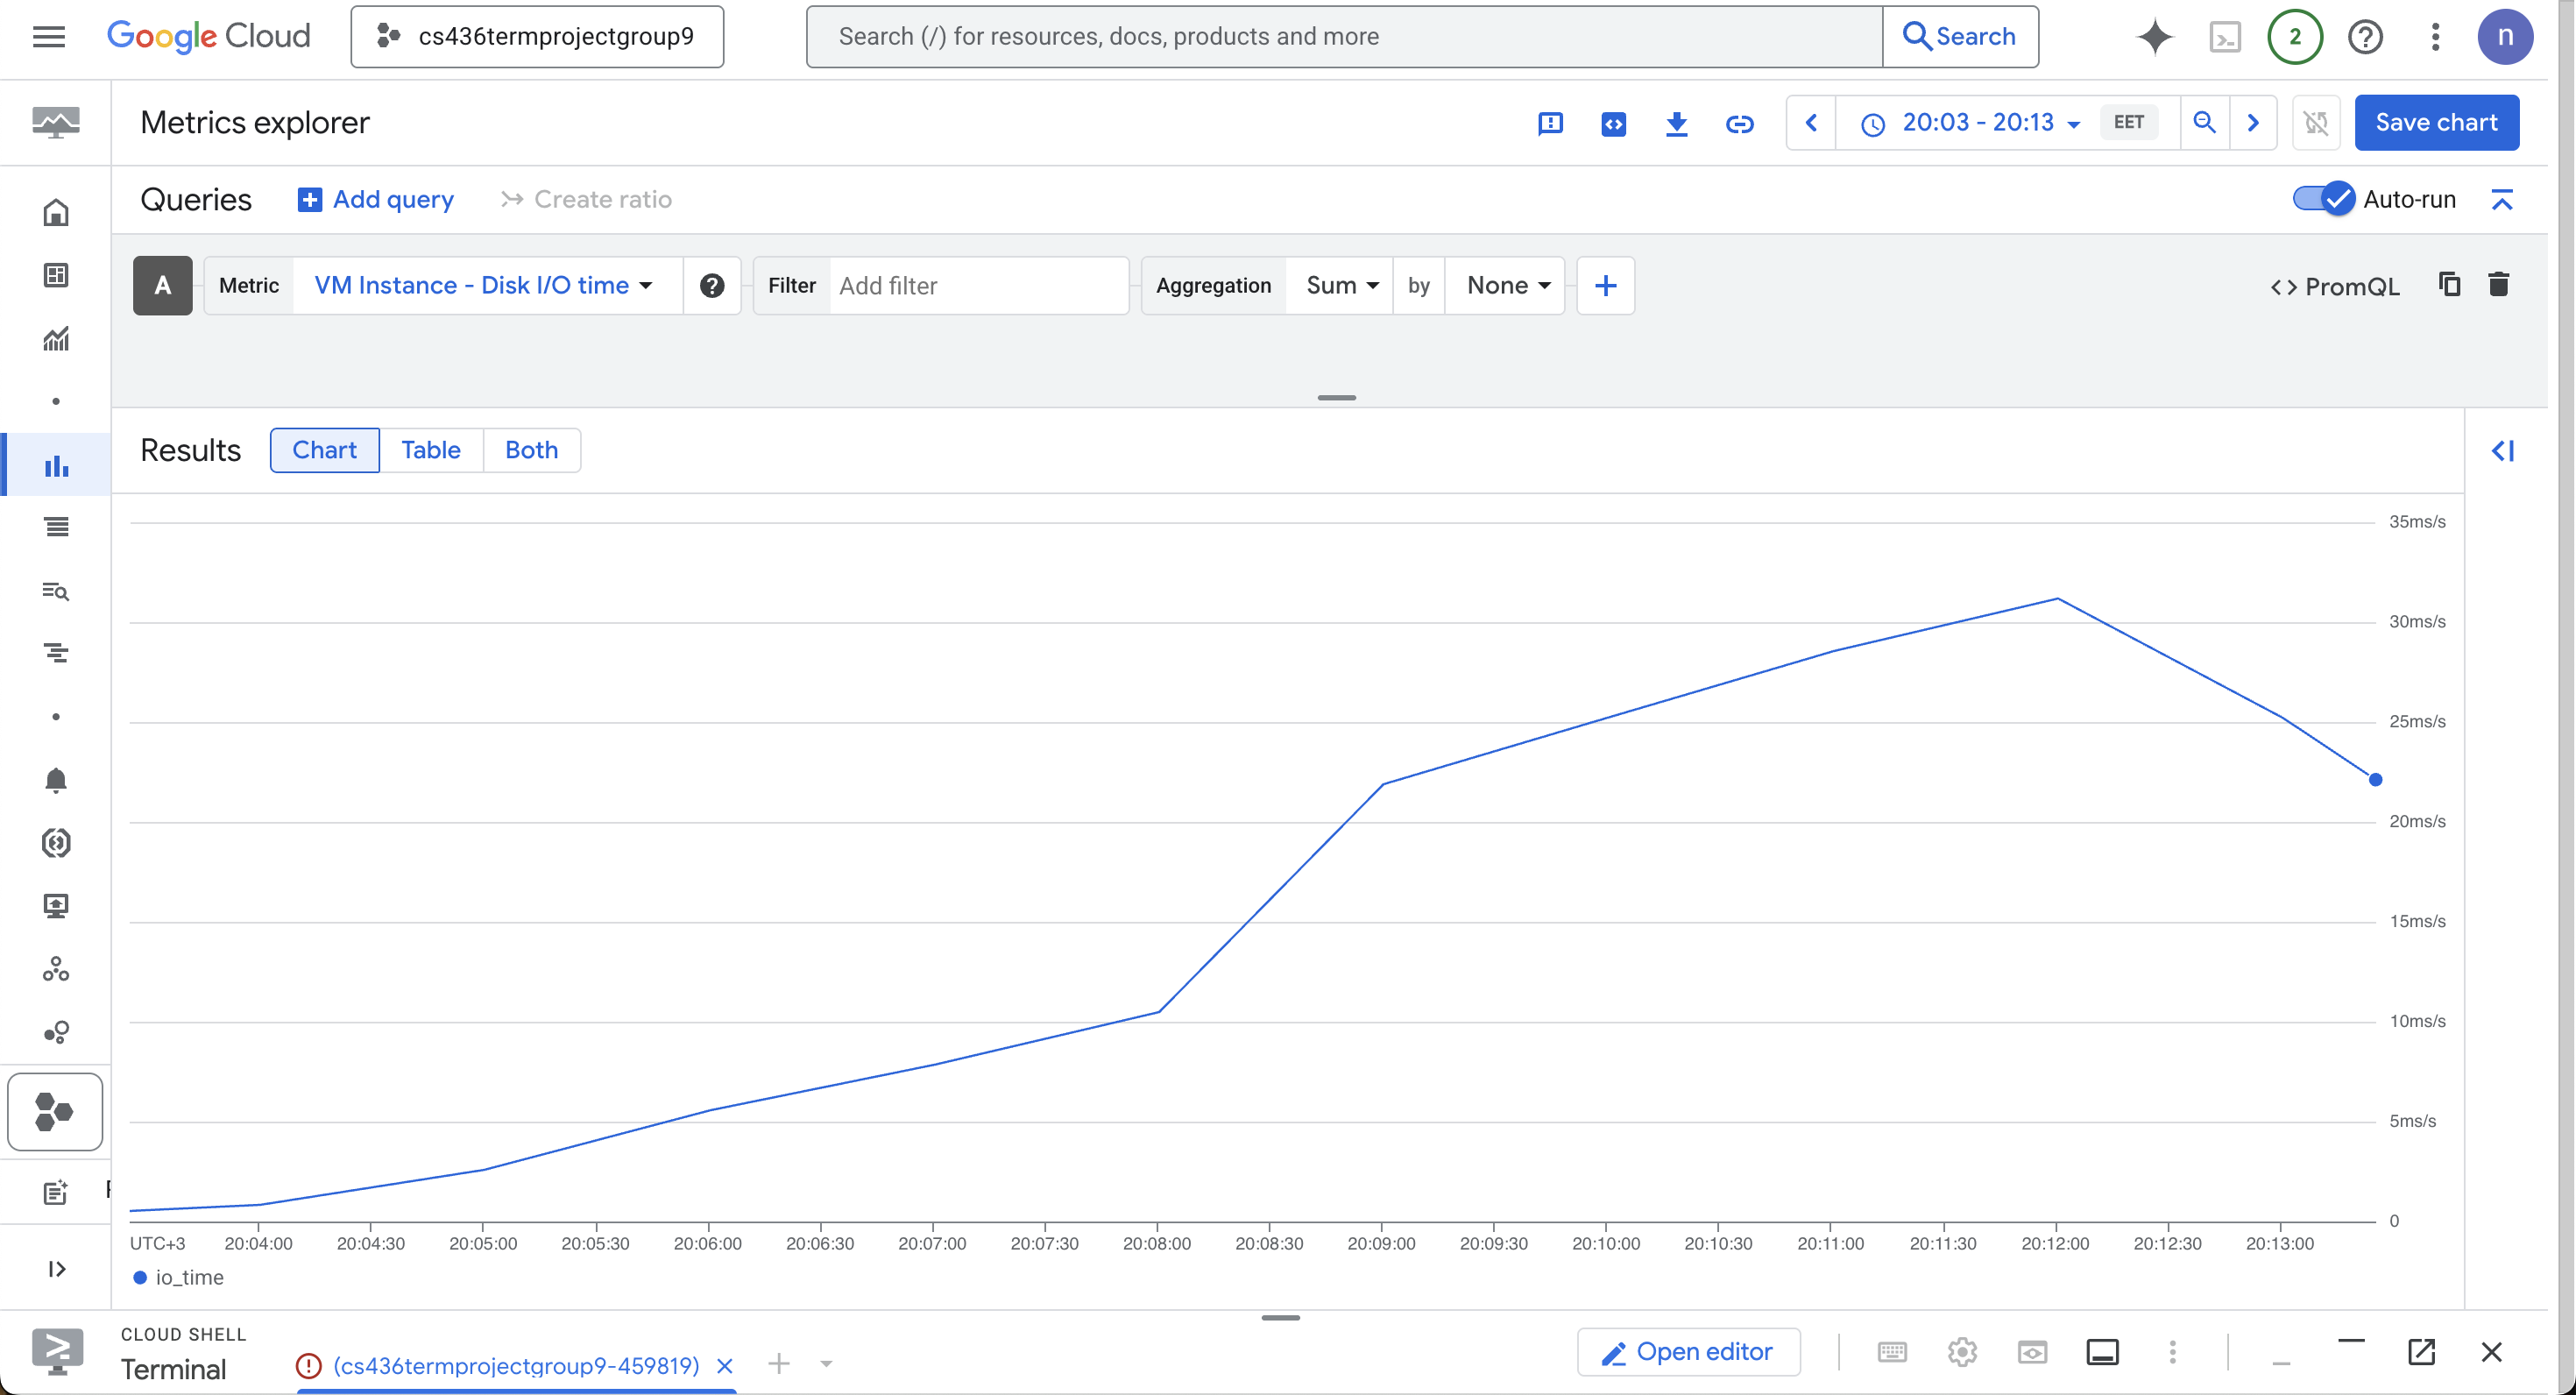 Google Cloud
cs436termprojectgroup9
Search (/) for resources, docs, products and more
Search
2
n
Metrics explorer
20:03 - 20:13
EET
Save chart
Queries
Add query
Create ratio
Auto-run
A
Metric
VM Instance - Disk I/O time
Filter
Add filter
Aggregation
Sum
by
None
<> PromQL
Results
Chart
Table
Both
35ms/s
30ms/s
25ms/s
20ms/s
15ms/s
10ms/s
5ms/s
0
UTC+3
20:04:00
20:04:30
20:05:00
20:05:30
20:06:00
20:06:30
20:07:00
20:07:30
20:08:00
20:08:30
20:09:00
20:09:30
20:10:00
20:10:30
20:11:00
20:11:30
20:12:00
20:12:30
20:13:00
io_time
CLOUD SHELL
Terminal
(cs436termprojectgroup9-459819)
Open editor